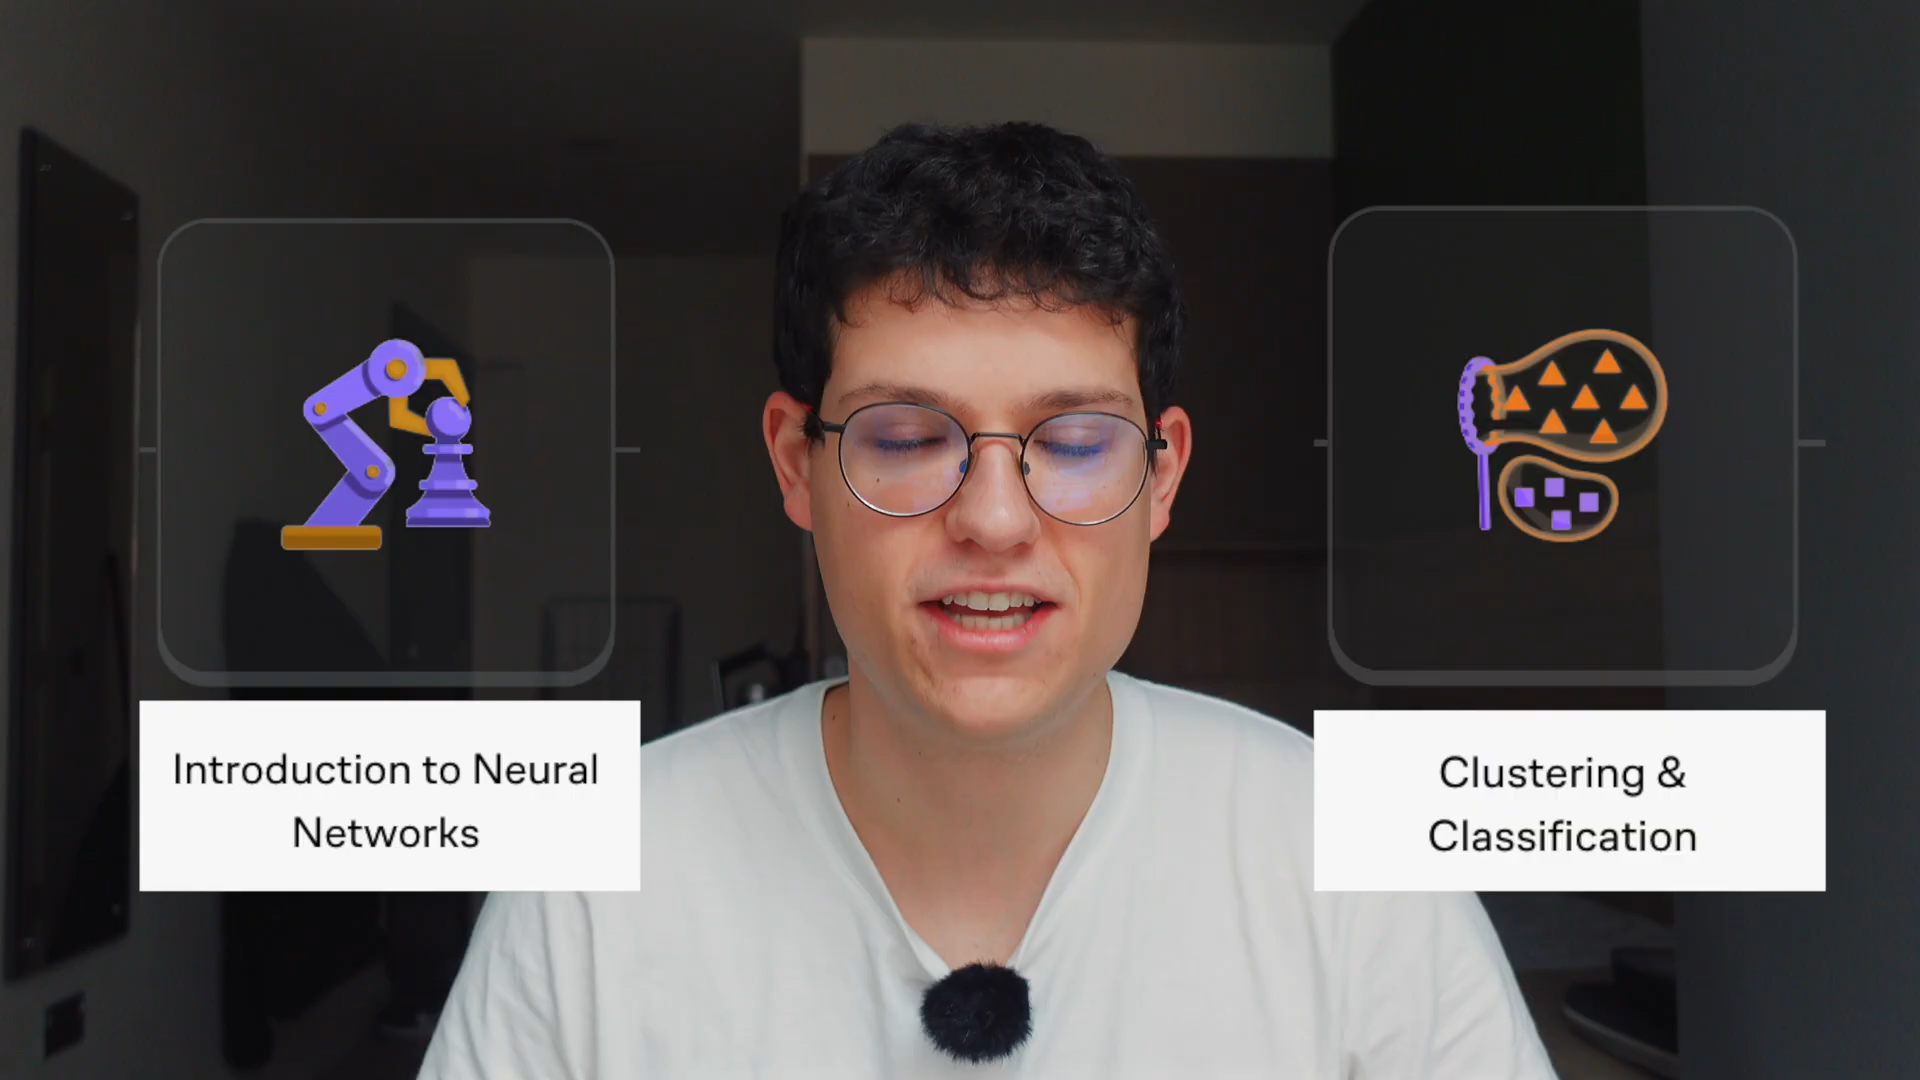 Introduction to Neural
Networks
Clustering &
Classification